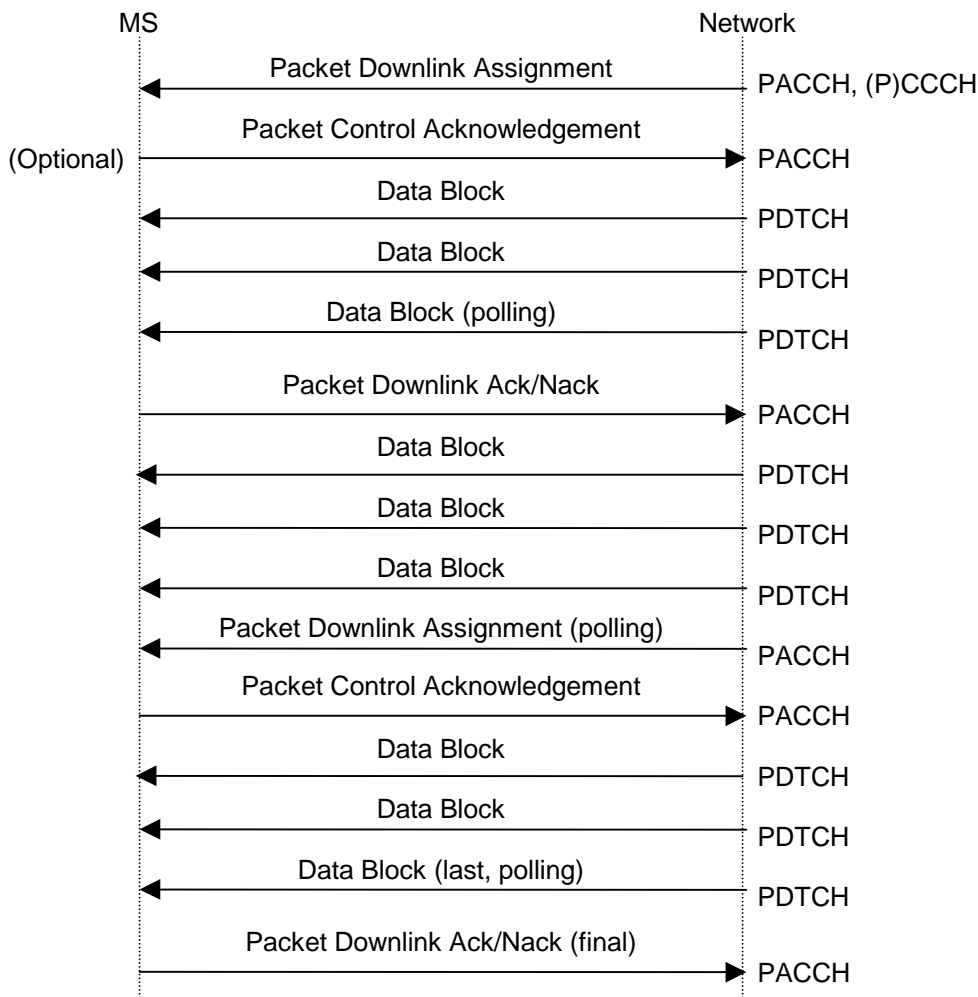 MS Network
Packet Downlink Assignment PACCH, (P)CCCH
Packet Control Acknowledgement
(Optional) PACCH
Data Block
PDTCH
Data Block
PDTCH
Data Block (polling)
PDTCH
Packet Downlink Ack/Nack
PACCH
Data Block
PDTCH
Data Block
PDTCH
Data Block
PDTCH
Packet Downlink Assignment (polling)
PACCH
Packet Control Acknowledgement
PACCH
Data Block
PDTCH
Data Block
PDTCH
Data Block (last, polling)
PDTCH
Packet Downlink Ack/Nack (final)
PACCH